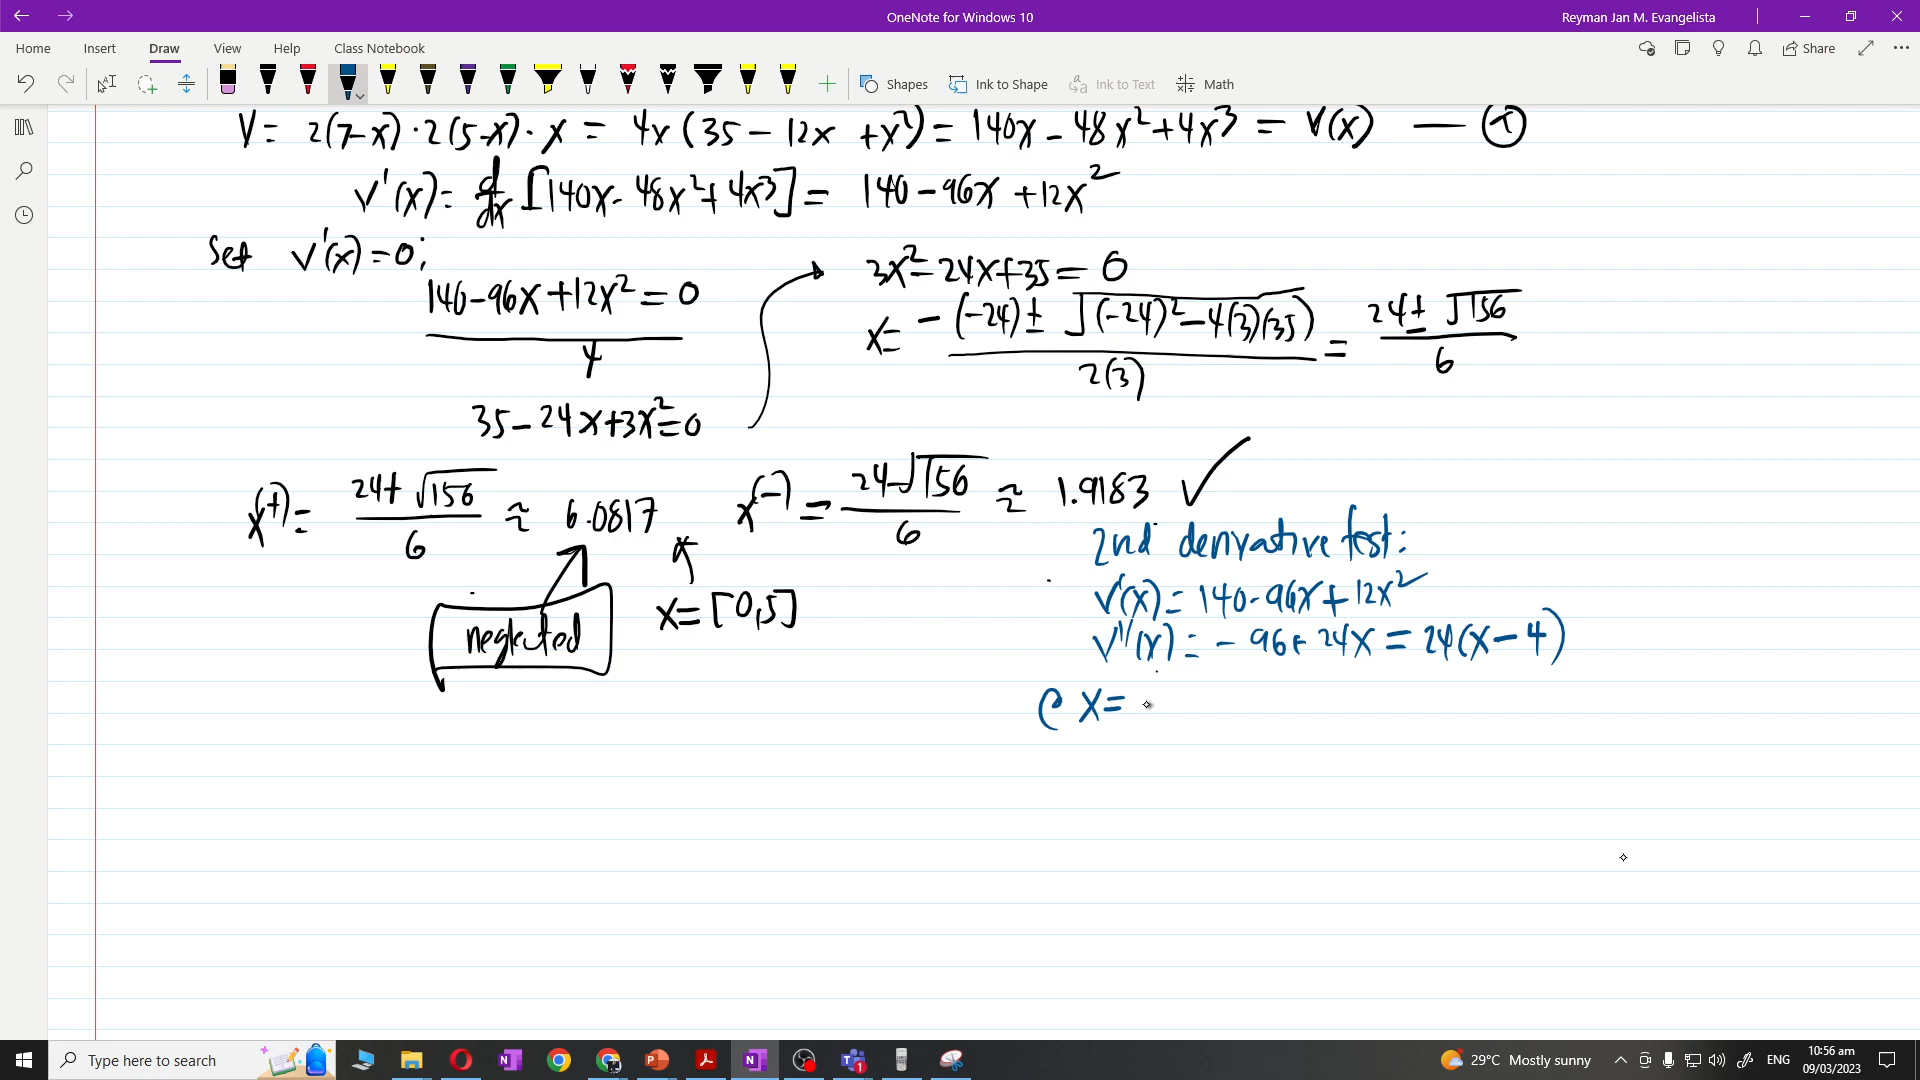 OneNote for Windows 10
Reyman Jan M. Evangelista
Home Insert Draw View Help Class Notebook
Share
Shapes Ink to Shape Ink to Text Math
V = 2(7-x)·2(5-x)·x = 4x(35-12x+x²) = 140x-48x²+4x³ = V(x) —
V'(x) = d/dx [140x-48x²+4x³] = 140-96x+12x²
Set V'(x)=0;
140-96x+12x²=0
4
35-24x+3x²=0
3x²-24x+35=0
x = -(-24)±√((-24)²-4(3)(35)) / 2(3) = 24±√156 / 6
x⁽⁺⁾ = 24+√156 / 6 ≈ 6.0817
x⁽⁻⁾ = 24-√156 / 6 ≈ 1.9183 ✓
neglected
x=[0,5]
2nd derivative test:
V'(x)=140-96x+12x²
V''(x)=-96+24x=24(x-4)
@ x=
Type here to search
29°C Mostly sunny
ENG
10:56 am
09/03/2023